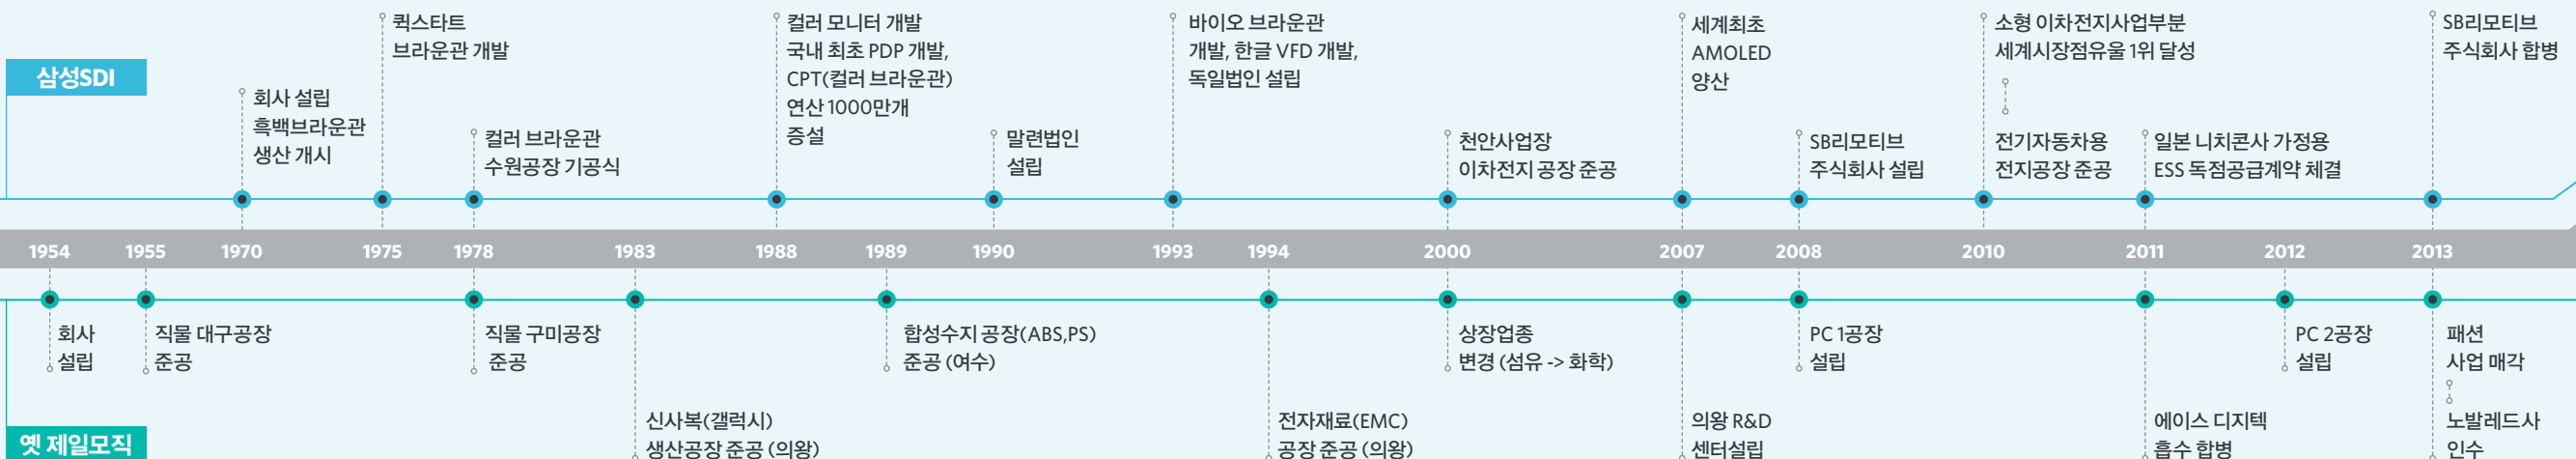 삼성SDI
회사 설립
흑백브라운관
생산 개시
퀵스타트
브라운관 개발
컬러 브라운관
수원공장 기공식
컬러 모니터 개발
국내 최초 PDP 개발,
CPT(컬러 브라운관)
연산 1000만개
증설
말련법인
설립
바이오 브라운관
개발, 한글 VFD 개발,
독일법인 설립
천안사업장
이차전지 공장 준공
세계최초
AMOLED
양산
SB리모티브
주식회사 설립
소형 이차전지사업부분
세계시장점유율 1위 달성
전기자동차용
전지공장 준공
일본 니치콘사 가정용
ESS 독점공급계약 체결
SB리모티브
주식회사 합병
1954 1955 1970 1975 1978 1983 1988 1989 1990 1993 1994 2000 2007 2008 2010 2011 2012 2013
회사
설립
직물 대구공장
준공
직물 구미공장
준공
신사복(갤럭시)
생산공장 준공 (의왕)
합성수지 공장(ABS,PS)
준공 (여수)
전자재료(EMC)
공장 준공 (의왕)
상장업종
변경 (섬유 -> 화학)
의왕 R&D
센터설립
PC 1공장
설립
에이스 디지텍
흡수 합병
PC 2공장
설립
패션
사업 매각
노발레드사
인수
옛 제일모직